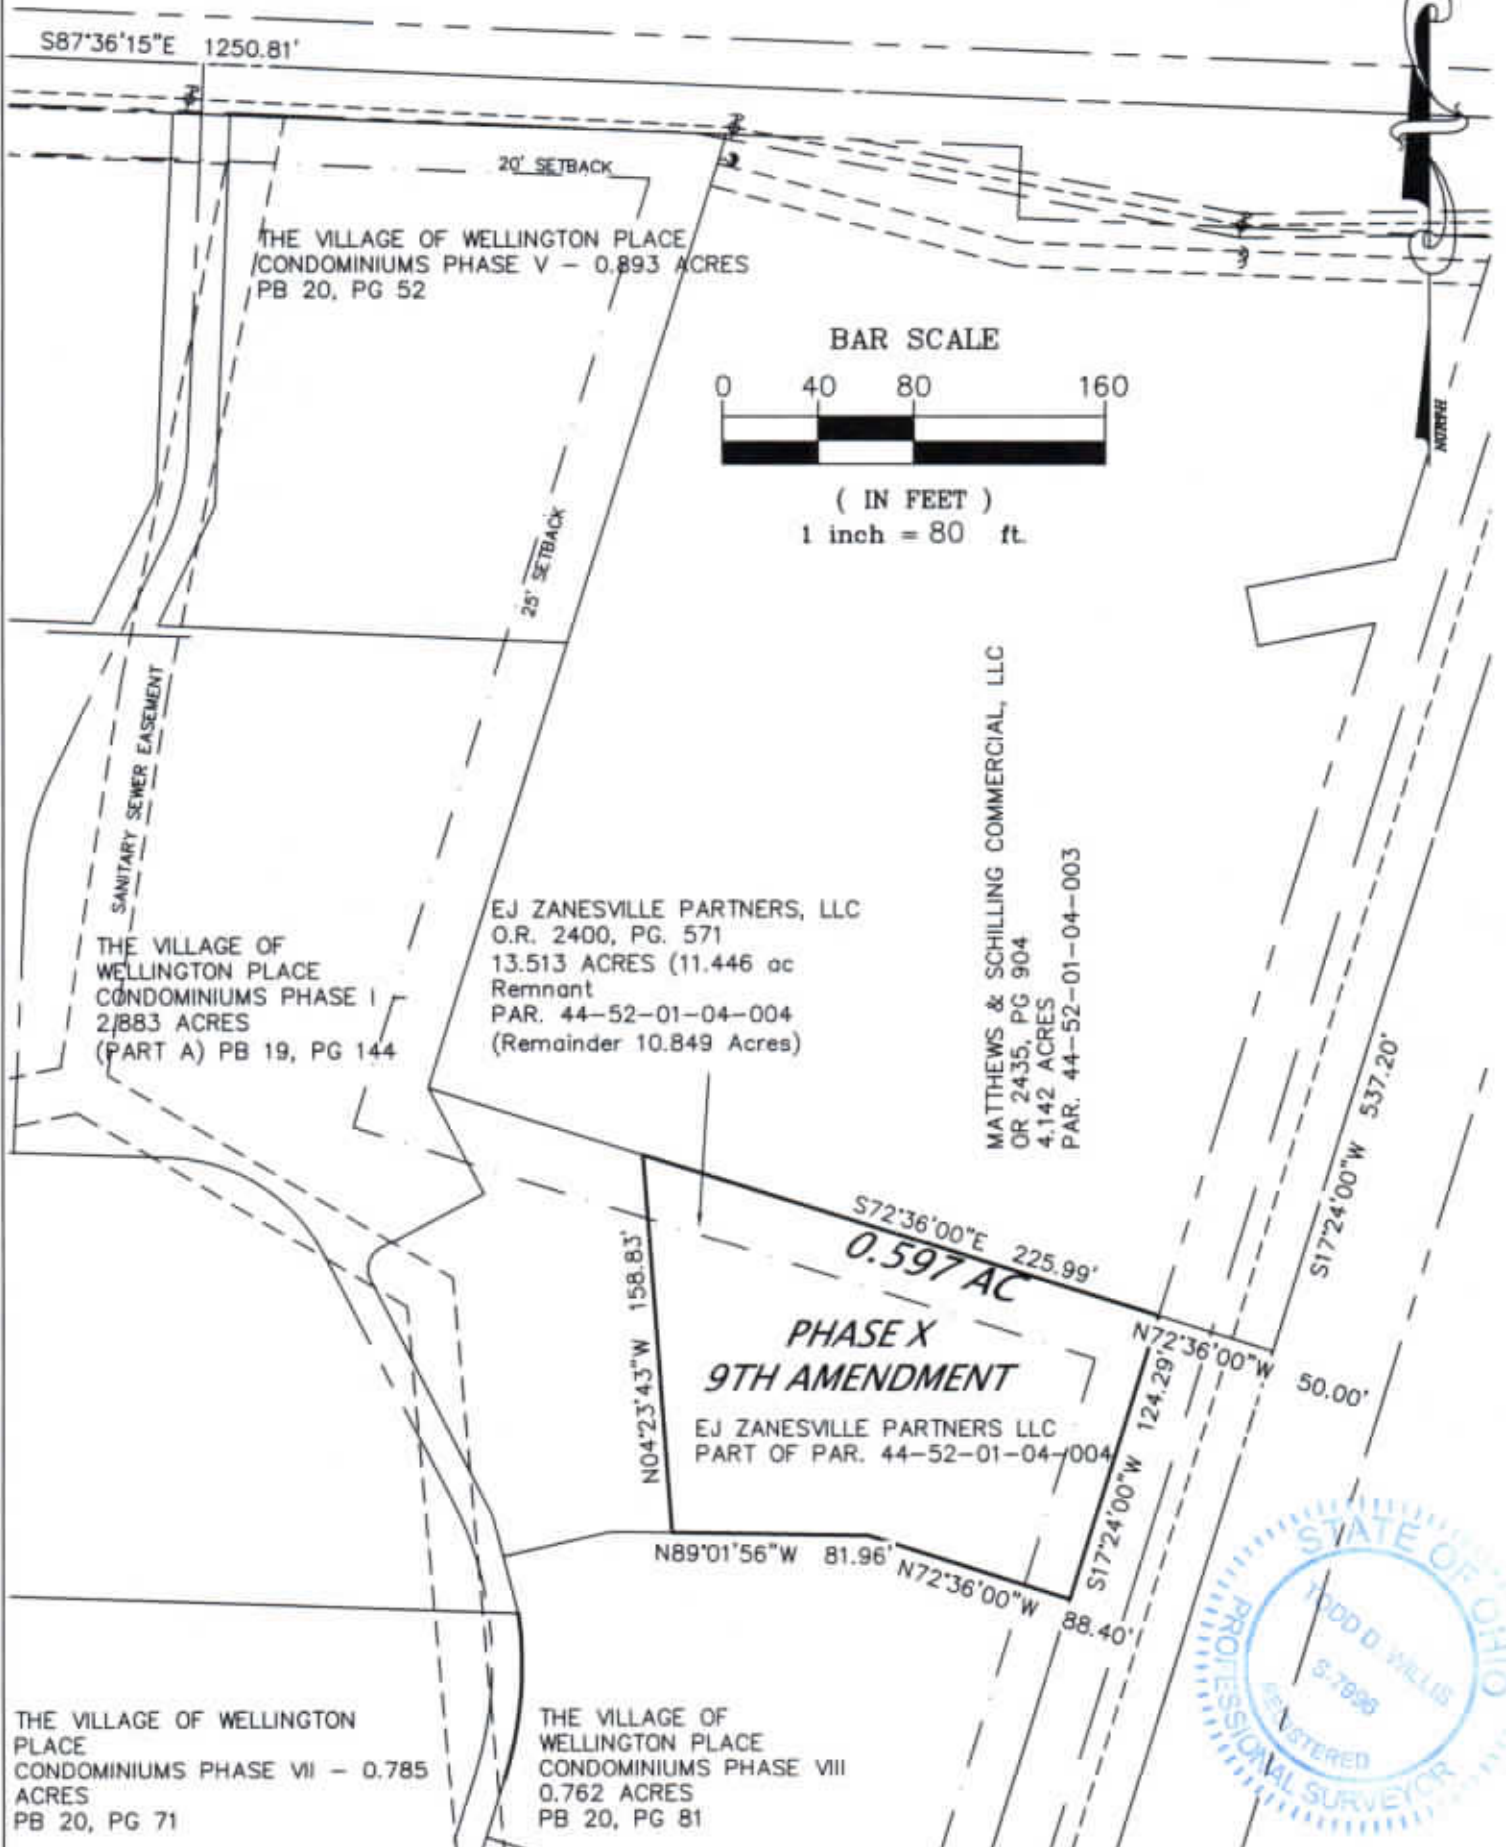 S87°36'15"E 1250.81'
20' SETBACK
THE VILLAGE OF WELLINGTON PLACE
CONDOMINIUMS PHASE V – 0.893 ACRES
PB 20, PG 52
BAR SCALE
0 40 80 160
( IN FEET )
1 inch = 80 ft.
NORTH
25' SETBACK
SANITARY SEWER EASEMENT
THE VILLAGE OF
WELLINGTON PLACE
CONDOMINIUMS PHASE I –
2.883 ACRES
(PART A) PB 19, PG 144
EJ ZANESVILLE PARTNERS, LLC
O.R. 2400, PG. 571
13.513 ACRES (11.446 ac
Remnant
PAR. 44–52–01–04–004
(Remainder 10.849 Acres)
MATTHEWS & SCHILLING COMMERCIAL, LLC
OR 2435, PG 904
4.142 ACRES
PAR. 44–52–01–04–003
S17°24'00"W 537.20'
S72°36'00"E 225.99'
0.597 AC
N04°23'43"W 158.83'
PHASE X
9TH AMENDMENT
EJ ZANESVILLE PARTNERS LLC
PART OF PAR. 44–52–01–04–004
N72°36'00"W 50.00'
S17°24'00"W 124.29'
N89°01'56"W 81.96'
N72°36'00"W 88.40'
STATE OF OHIO
TODD D. WILLIS
S-7996
REGISTERED
PROFESSIONAL SURVEYOR
THE VILLAGE OF WELLINGTON
PLACE
CONDOMINIUMS PHASE VII – 0.785
ACRES
PB 20, PG 71
THE VILLAGE OF
WELLINGTON PLACE
CONDOMINIUMS PHASE VIII
0.762 ACRES
PB 20, PG 81